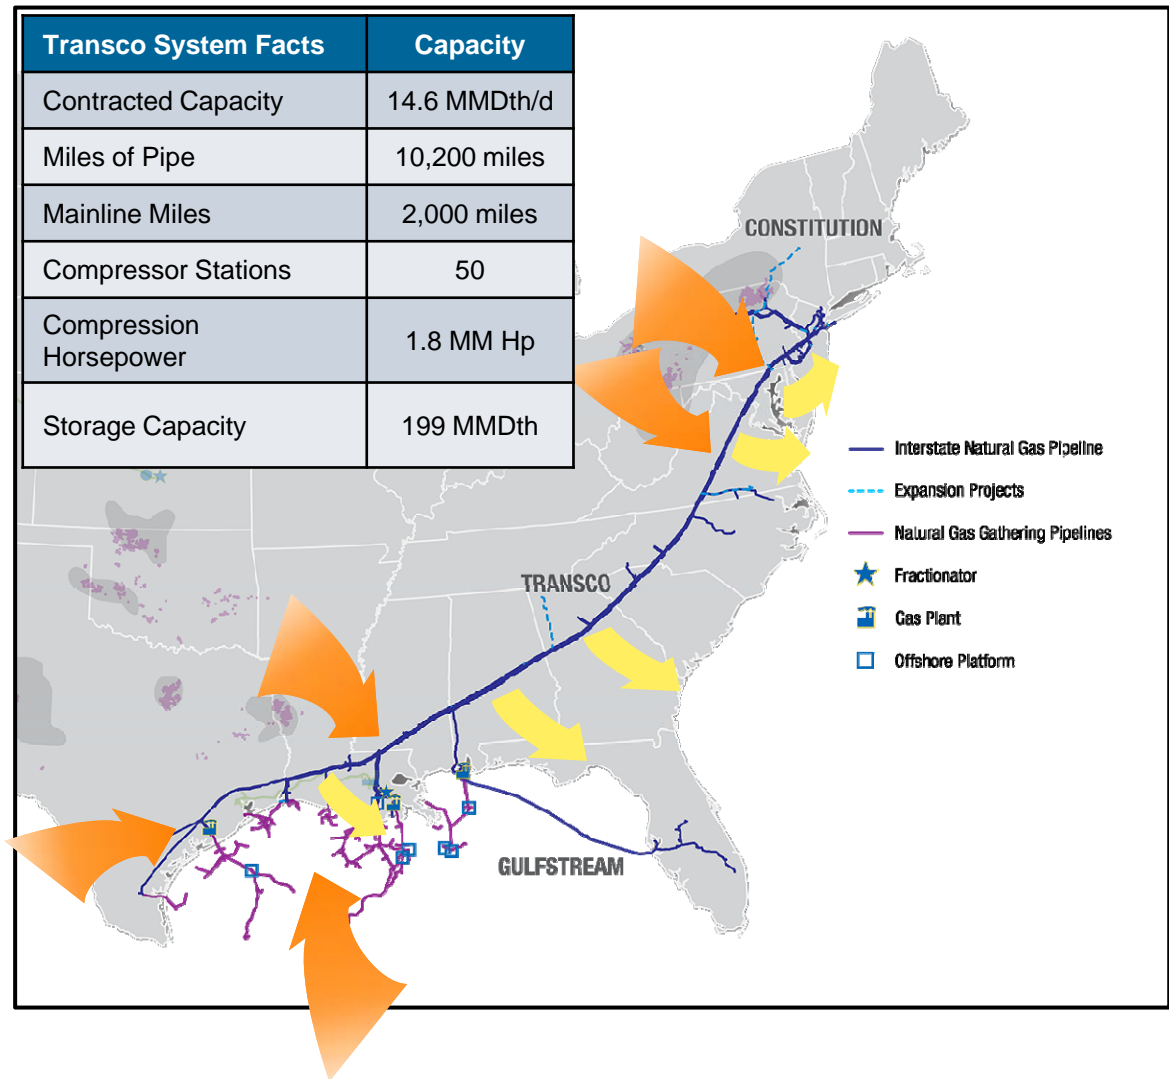 Transco System Facts Capacity
Contracted Capacity 14.6 MMDth/d
Miles of Pipe 10,200 miles
Mainline Miles 2,000 miles
Compressor Stations 50
Compression
Horsepower 1.8 MM Hp
Storage Capacity 199 MMDth
CONSTITUTION
Interstate Natural Gas Pipeline
Expansion Projects
Natural Gas Gathering Pipelines
TRANSCO
Fractionator
Gas Plant
Offshore Platform
GULFSTREAM